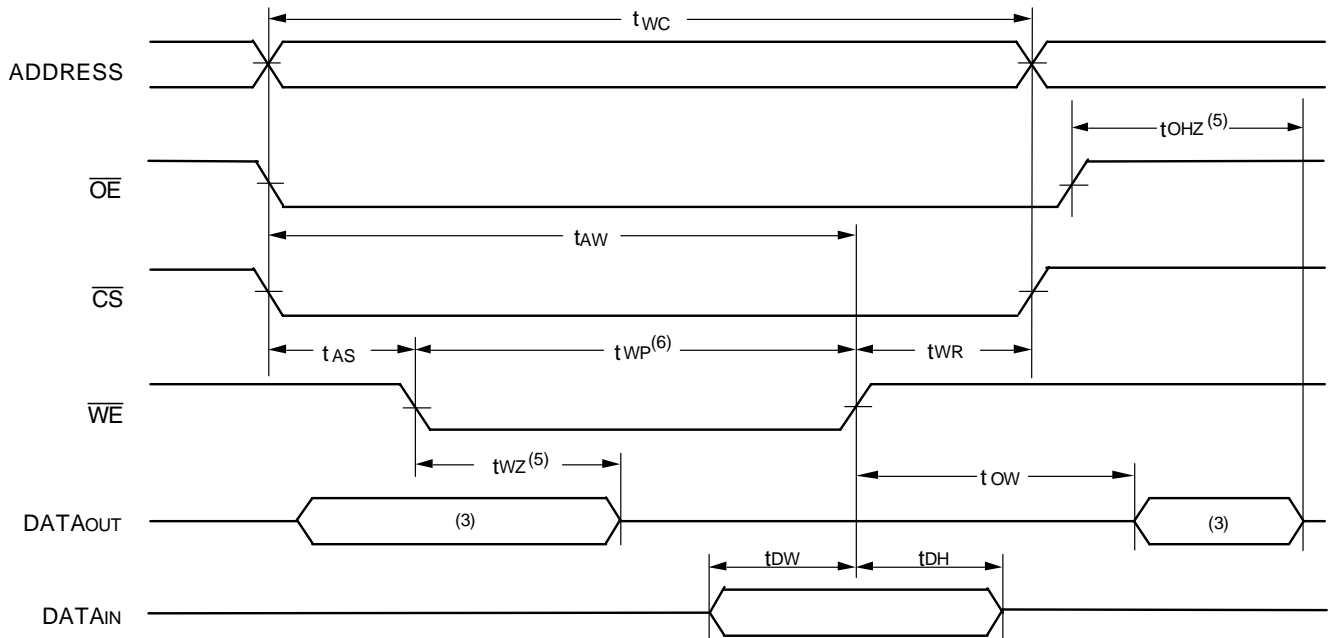 tWC
ADDRESS
tOHZ(5)
OE
tAW
CS
tAS
tWP(6)
tWR
WE
tWZ(5)
tOW
DATAOUT
(3)
(3)
tDW
tDH
DATAIN